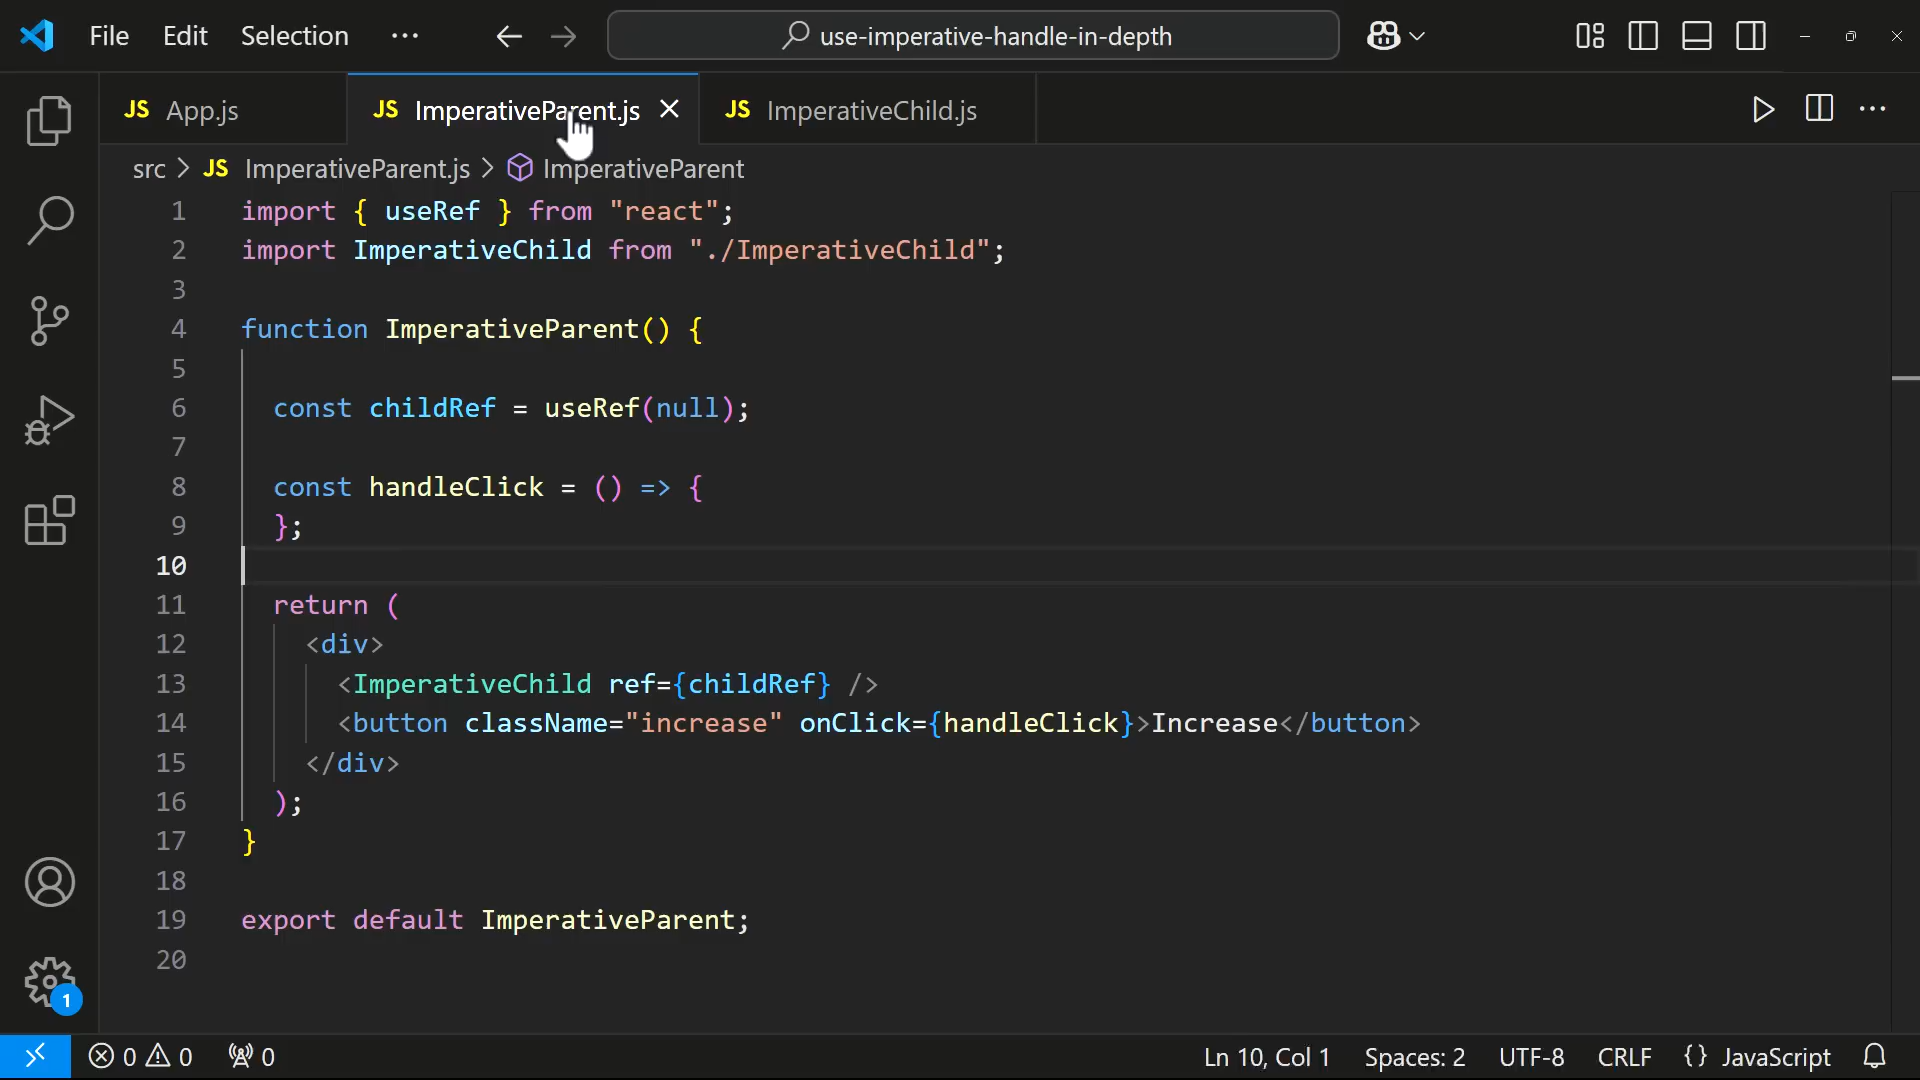 File Edit Selection ··· use-imperative-handle-in-depth
JS App.js JS ImperativeParent.js JS ImperativeChild.js
src > JS ImperativeParent.js > ImperativeParent
1 import { useRef } from "react";
2 import ImperativeChild from "./ImperativeChild";
3
4 function ImperativeParent() {
5
6 const childRef = useRef(null);
7
8 const handleClick = () => {
9 };
10
11 return (
12 <div>
13 <ImperativeChild ref={childRef} />
14 <button className="increase" onClick={handleClick}>Increase</button>
15 </div>
16 );
17 }
18
19 export default ImperativeParent;
20
1
0 0 0 Ln 10, Col 1 Spaces: 2 UTF-8 CRLF {} JavaScript